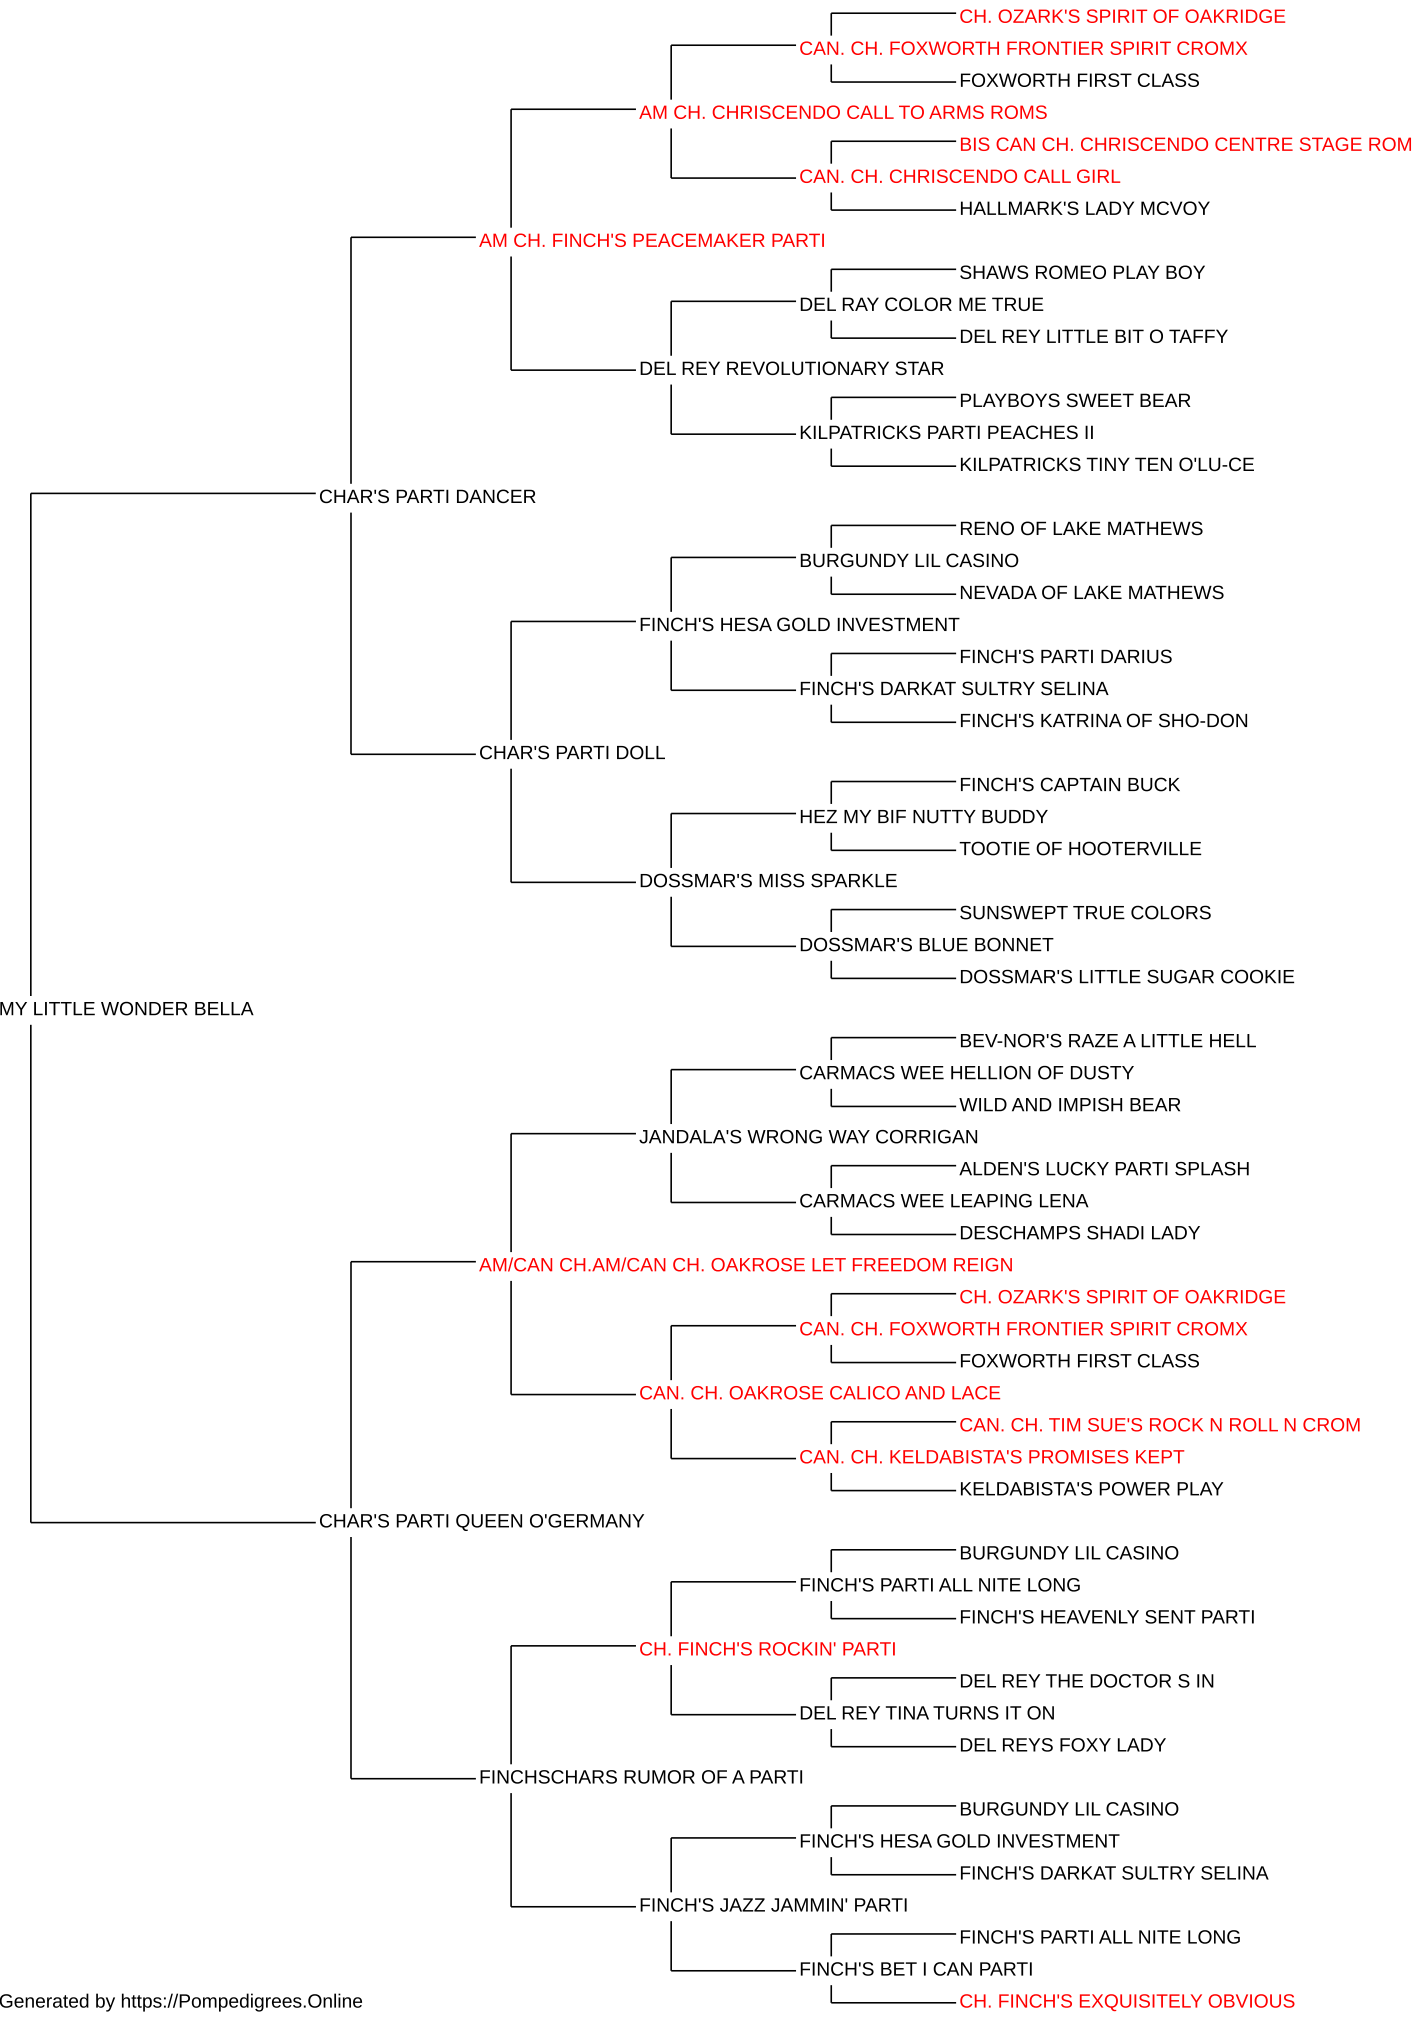 CH. OZARK'S SPIRIT OF OAKRIDGE
CAN. CH. FOXWORTH FRONTIER SPIRIT CROMX
FOXWORTH FIRST CLASS
AM CH. CHRISCENDO CALL TO ARMS ROMS
BIS CAN CH. CHRISCENDO CENTRE STAGE ROM
CAN. CH. CHRISCENDO CALL GIRL
HALLMARK'S LADY MCVOY
AM CH. FINCH'S PEACEMAKER PARTI
SHAWS ROMEO PLAY BOY
DEL RAY COLOR ME TRUE
DEL REY LITTLE BIT O TAFFY
DEL REY REVOLUTIONARY STAR
PLAYBOYS SWEET BEAR
KILPATRICKS PARTI PEACHES II
KILPATRICKS TINY TEN O'LU-CE
CHAR'S PARTI DANCER
RENO OF LAKE MATHEWS
BURGUNDY LIL CASINO
NEVADA OF LAKE MATHEWS
FINCH'S HESA GOLD INVESTMENT
FINCH'S PARTI DARIUS
FINCH'S DARKAT SULTRY SELINA
FINCH'S KATRINA OF SHO-DON
CHAR'S PARTI DOLL
FINCH'S CAPTAIN BUCK
HEZ MY BIF NUTTY BUDDY
TOOTIE OF HOOTERVILLE
DOSSMAR'S MISS SPARKLE
SUNSWEPT TRUE COLORS
DOSSMAR'S BLUE BONNET
DOSSMAR'S LITTLE SUGAR COOKIE
MY LITTLE WONDER BELLA
BEV-NOR'S RAZE A LITTLE HELL
CARMACS WEE HELLION OF DUSTY
WILD AND IMPISH BEAR
JANDALA'S WRONG WAY CORRIGAN
ALDEN'S LUCKY PARTI SPLASH
CARMACS WEE LEAPING LENA
DESCHAMPS SHADI LADY
AM/CAN CH.AM/CAN CH. OAKROSE LET FREEDOM REIGN
CH. OZARK'S SPIRIT OF OAKRIDGE
CAN. CH. FOXWORTH FRONTIER SPIRIT CROMX
FOXWORTH FIRST CLASS
CAN. CH. OAKROSE CALICO AND LACE
CAN. CH. TIM SUE'S ROCK N ROLL N CROM
CAN. CH. KELDABISTA'S PROMISES KEPT
KELDABISTA'S POWER PLAY
CHAR'S PARTI QUEEN O'GERMANY
BURGUNDY LIL CASINO
FINCH'S PARTI ALL NITE LONG
FINCH'S HEAVENLY SENT PARTI
CH. FINCH'S ROCKIN' PARTI
DEL REY THE DOCTOR S IN
DEL REY TINA TURNS IT ON
DEL REYS FOXY LADY
FINCHSCHARS RUMOR OF A PARTI
BURGUNDY LIL CASINO
FINCH'S HESA GOLD INVESTMENT
FINCH'S DARKAT SULTRY SELINA
FINCH'S JAZZ JAMMIN' PARTI
FINCH'S PARTI ALL NITE LONG
FINCH'S BET I CAN PARTI
CH. FINCH'S EXQUISITELY OBVIOUS
Generated by https://Pompedigrees.Online